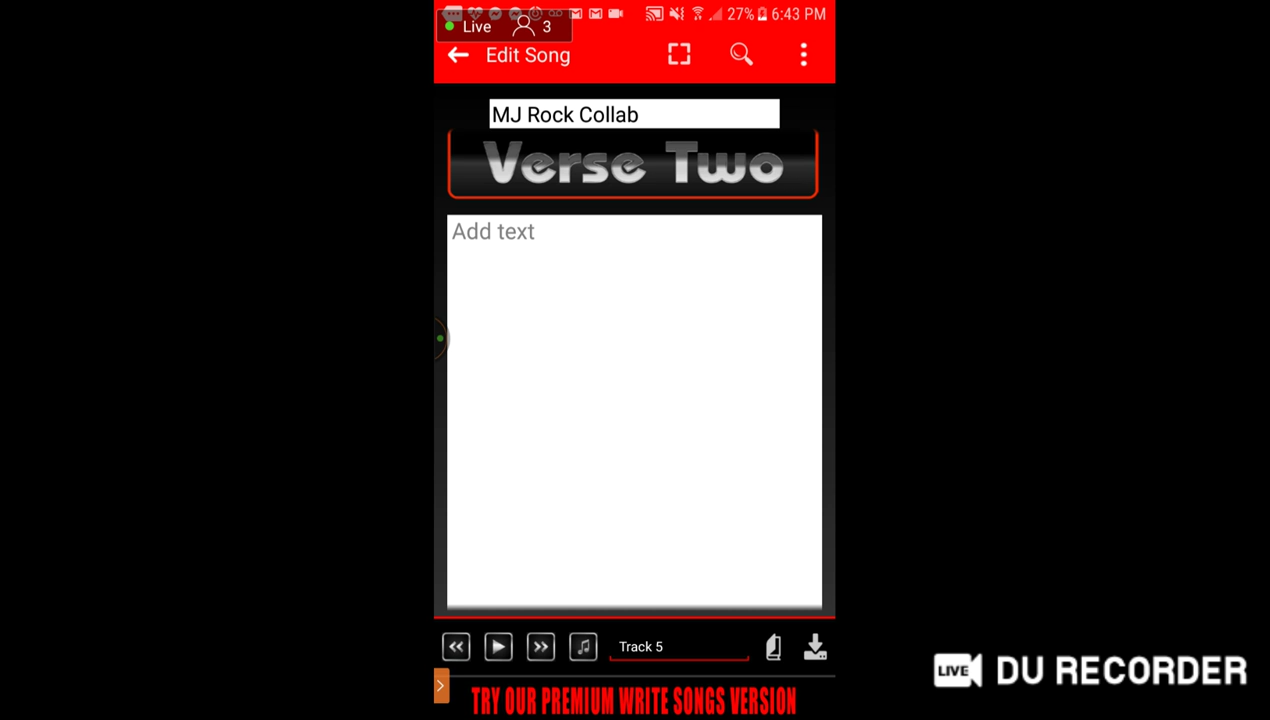 27% 6:43 PM
Live 3
Edit Song
MJ Rock Collab
Verse Two
Add text
Track 5
TRY OUR PREMIUM WRITE SONGS VERSION
LIVE DU RECORDER